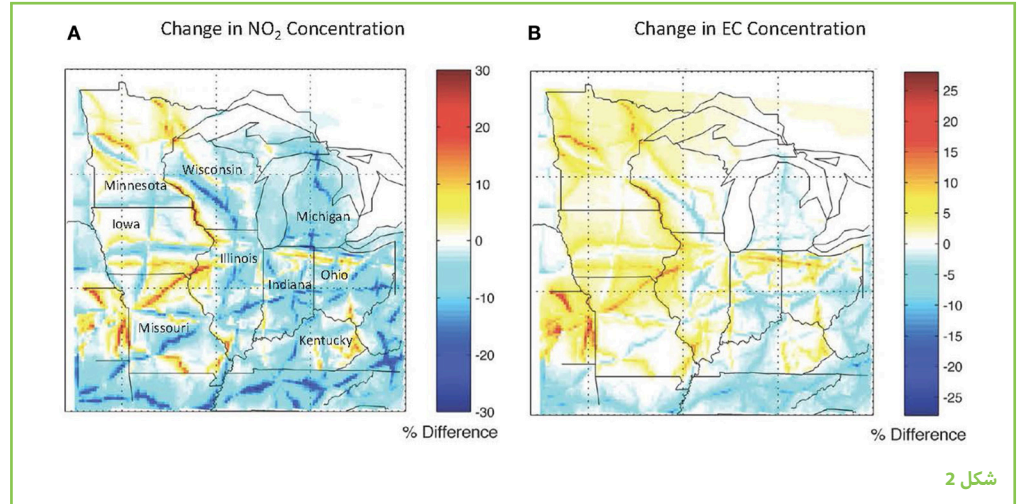 A
Change in NO₂ Concentration
Wisconsin
Minnesota
Michigan
Iowa
Illinois
Ohio
Indiana
Missouri
Kentucky
30
20
10
0
-10
-20
-30
% Difference
B
Change in EC Concentration
25
20
15
10
5
0
-5
-10
-15
-20
-25
% Difference
شكل 2